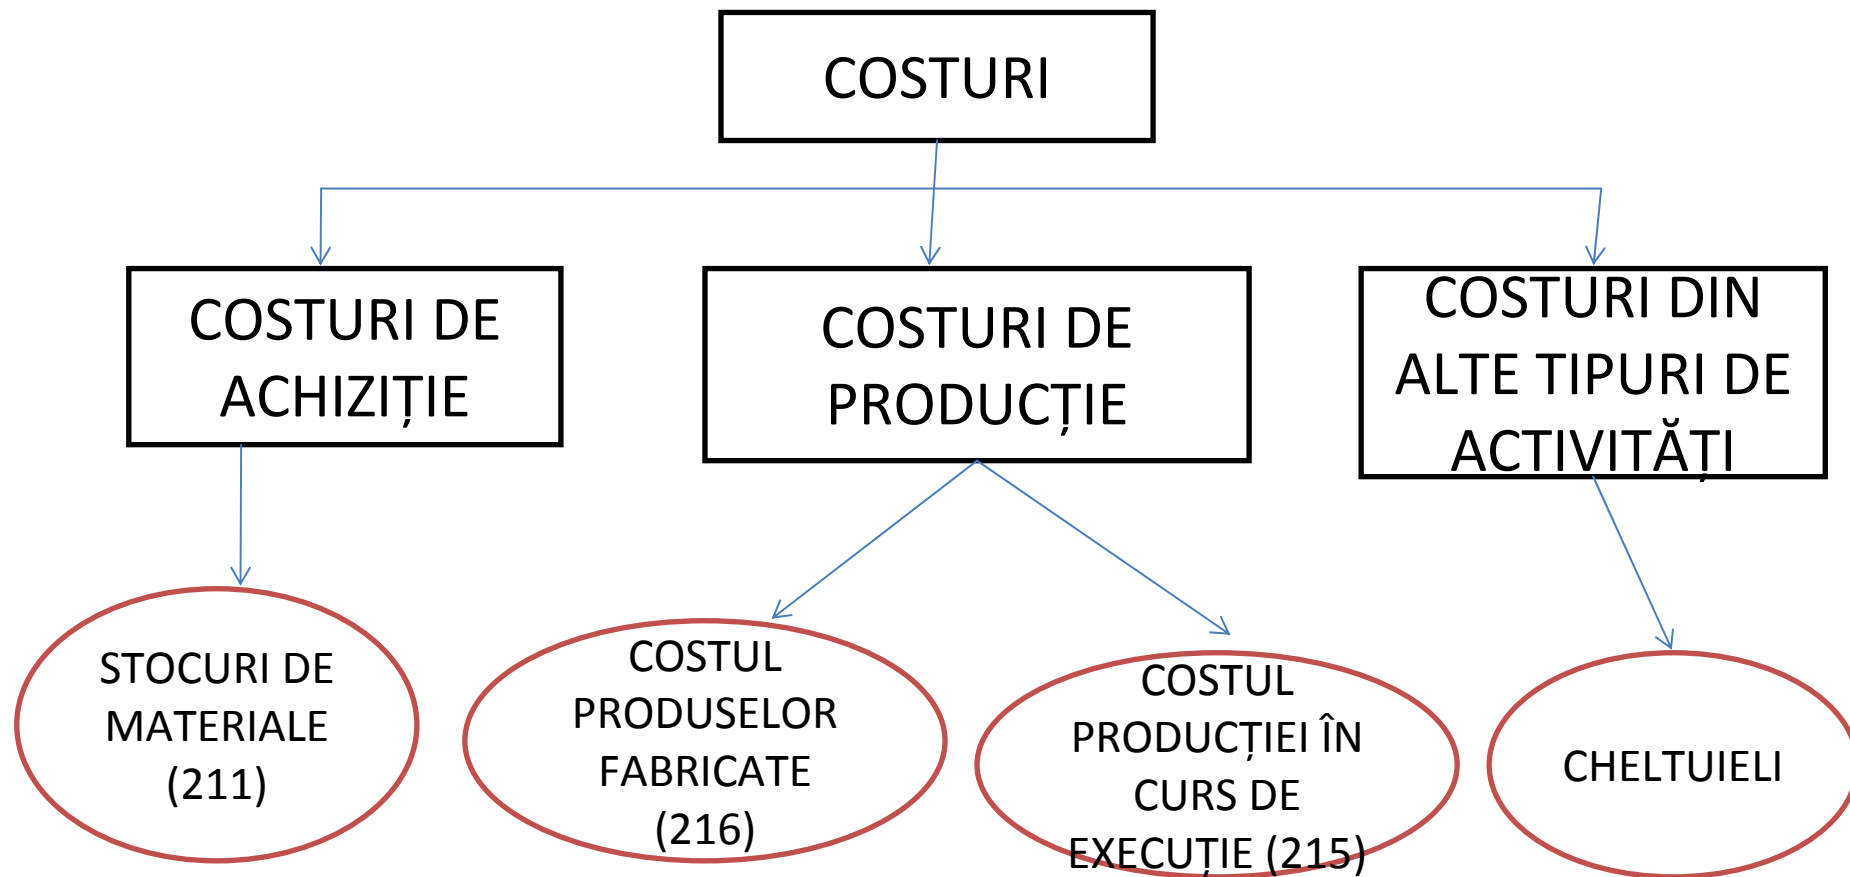 COSTURI
COSTURI DE
ACHIZIȚIE
COSTURI DE
PRODUCȚIE
COSTURI DIN
ALTE TIPURI DE
ACTIVITĂȚI
STOCURI DE
MATERIALE
(211)
COSTUL
PRODUSELOR
FABRICATE
(216)
COSTUL
PRODUCȚIEI ÎN
CURS DE
EXECUȚIE (215)
CHELTUIELI